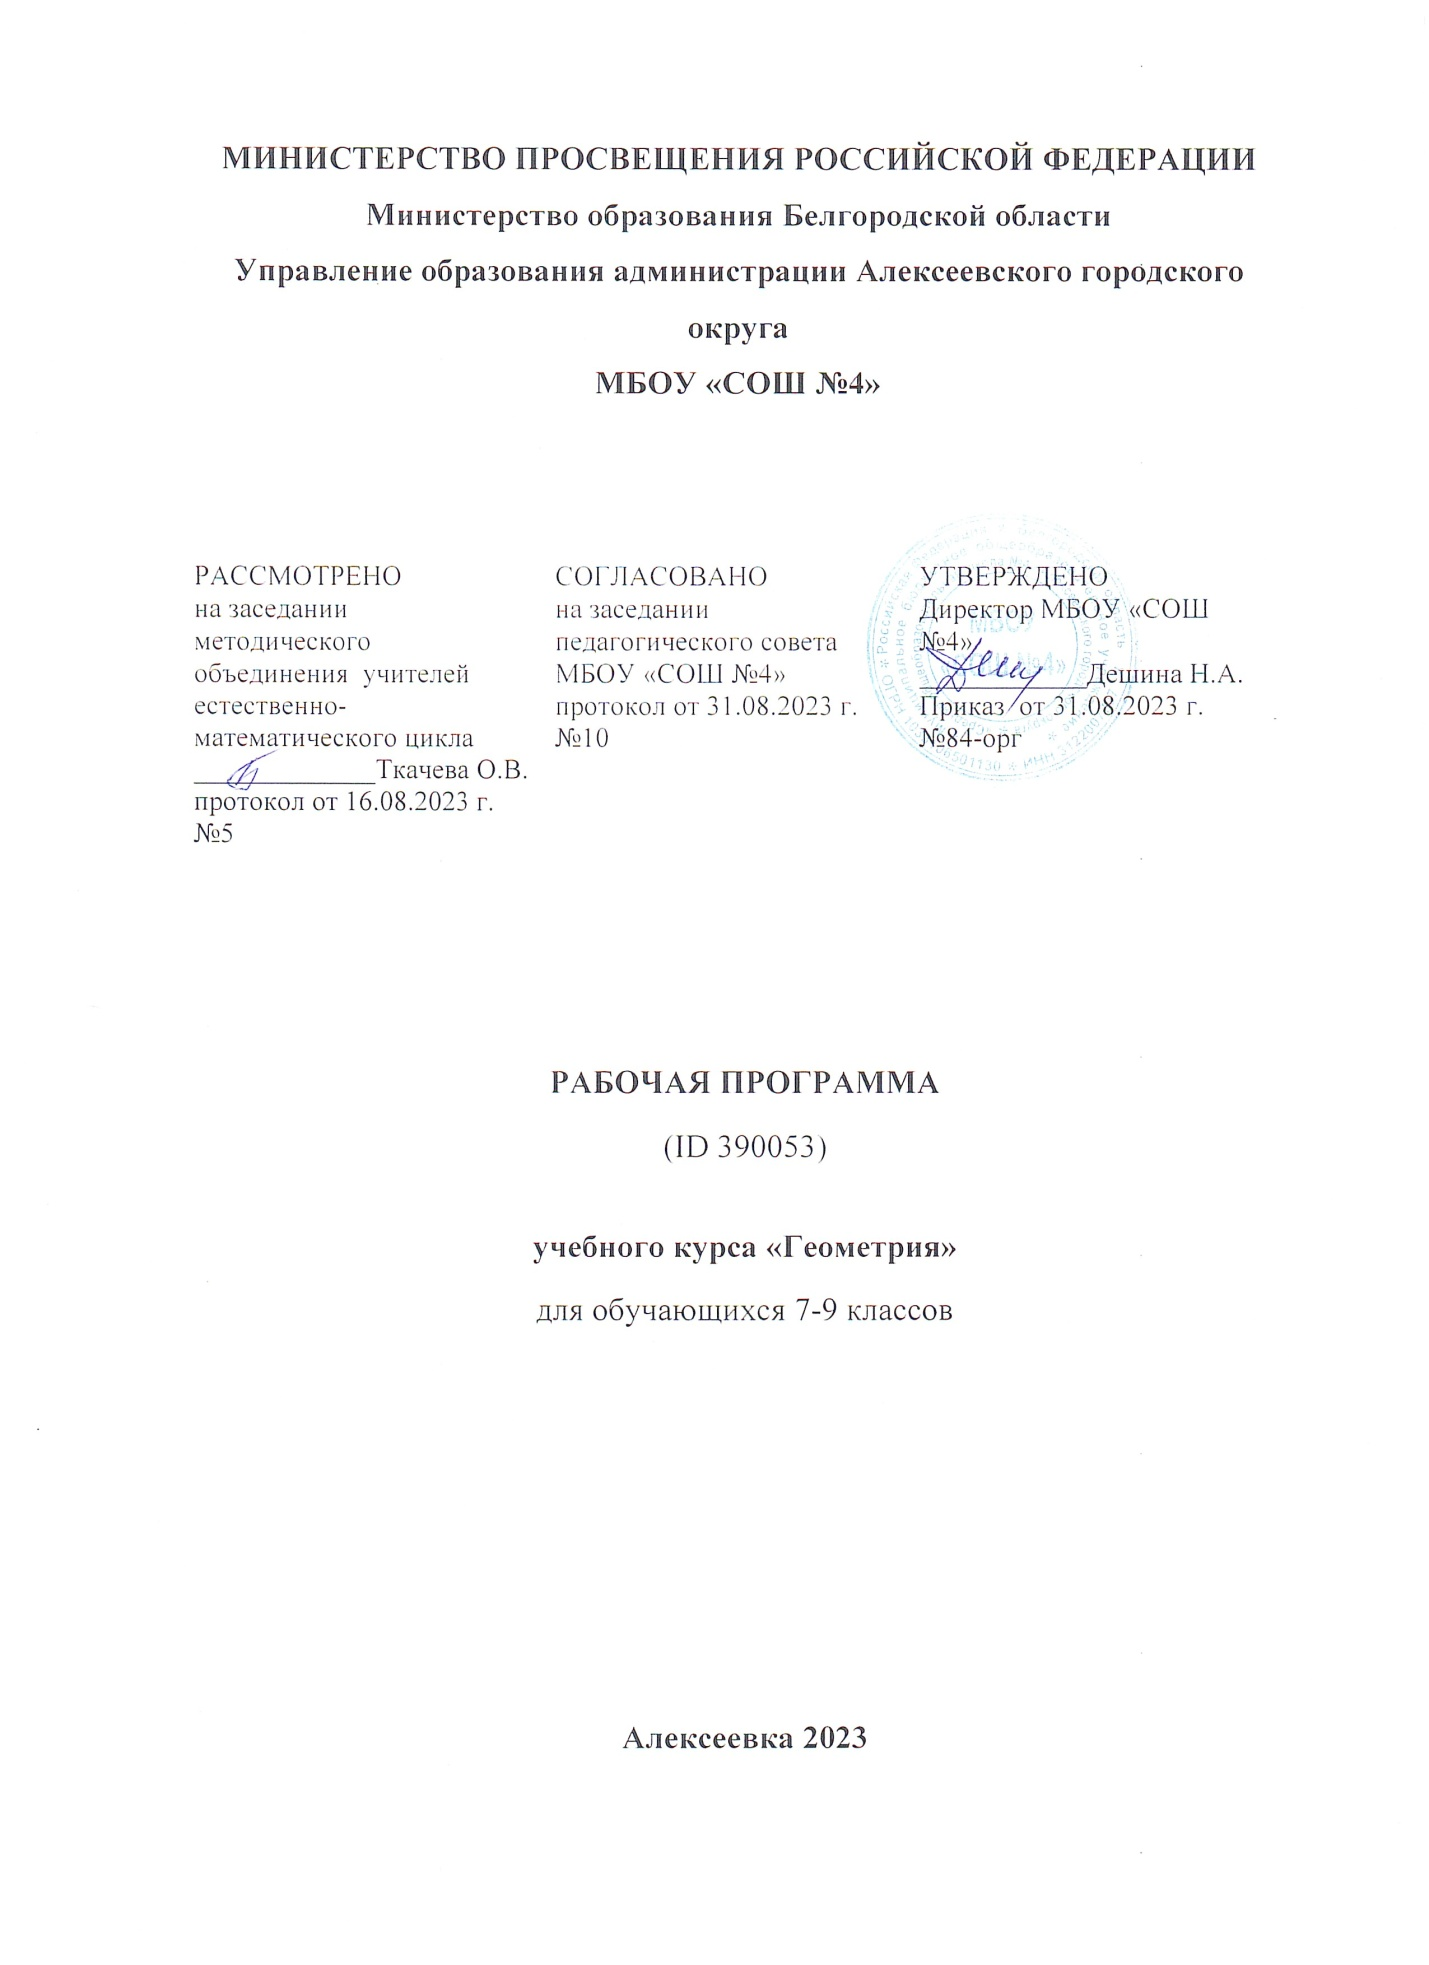 МИНИСТЕРСТВО ПРОСВЕЩЕНИЯ РОССИЙСКОЙ ФЕДЕРАЦИИ
Министерство образования Белгородской области
Управление образования администрации Алексеевского городского
округа
МБОУ «СОШ №4»
РАССМОТРЕНО
на заседании
методического
объединения учителей
естественно-
математического цикла
______________Ткачева О.В.
протокол от 16.08.2023 г.
№5
СОГЛАСОВАНО
на заседании
педагогического совета
МБОУ «СОШ №4»
протокол от 31.08.2023 г.
№10
УТВЕРЖДЕНО
Директор МБОУ «СОШ
№4»
_____________Дешина Н.А.
Приказ от 31.08.2023 г.
№84-орг
РАБОЧАЯ ПРОГРАММА
(ID 390053)
учебного курса «Геометрия»
для обучающихся 7-9 классов
Алексеевка 2023